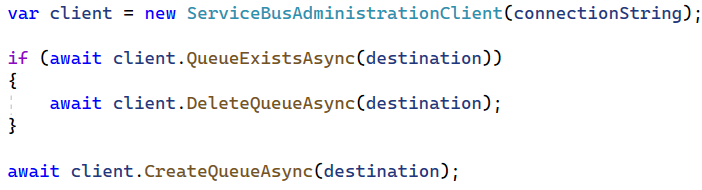 var client = new ServiceBusAdministrationClient(connectionString);
if (await client.QueueExistsAsync(destination))
{
await client.DeleteQueueAsync(destination);
}
await client.CreateQueueAsync(destination);